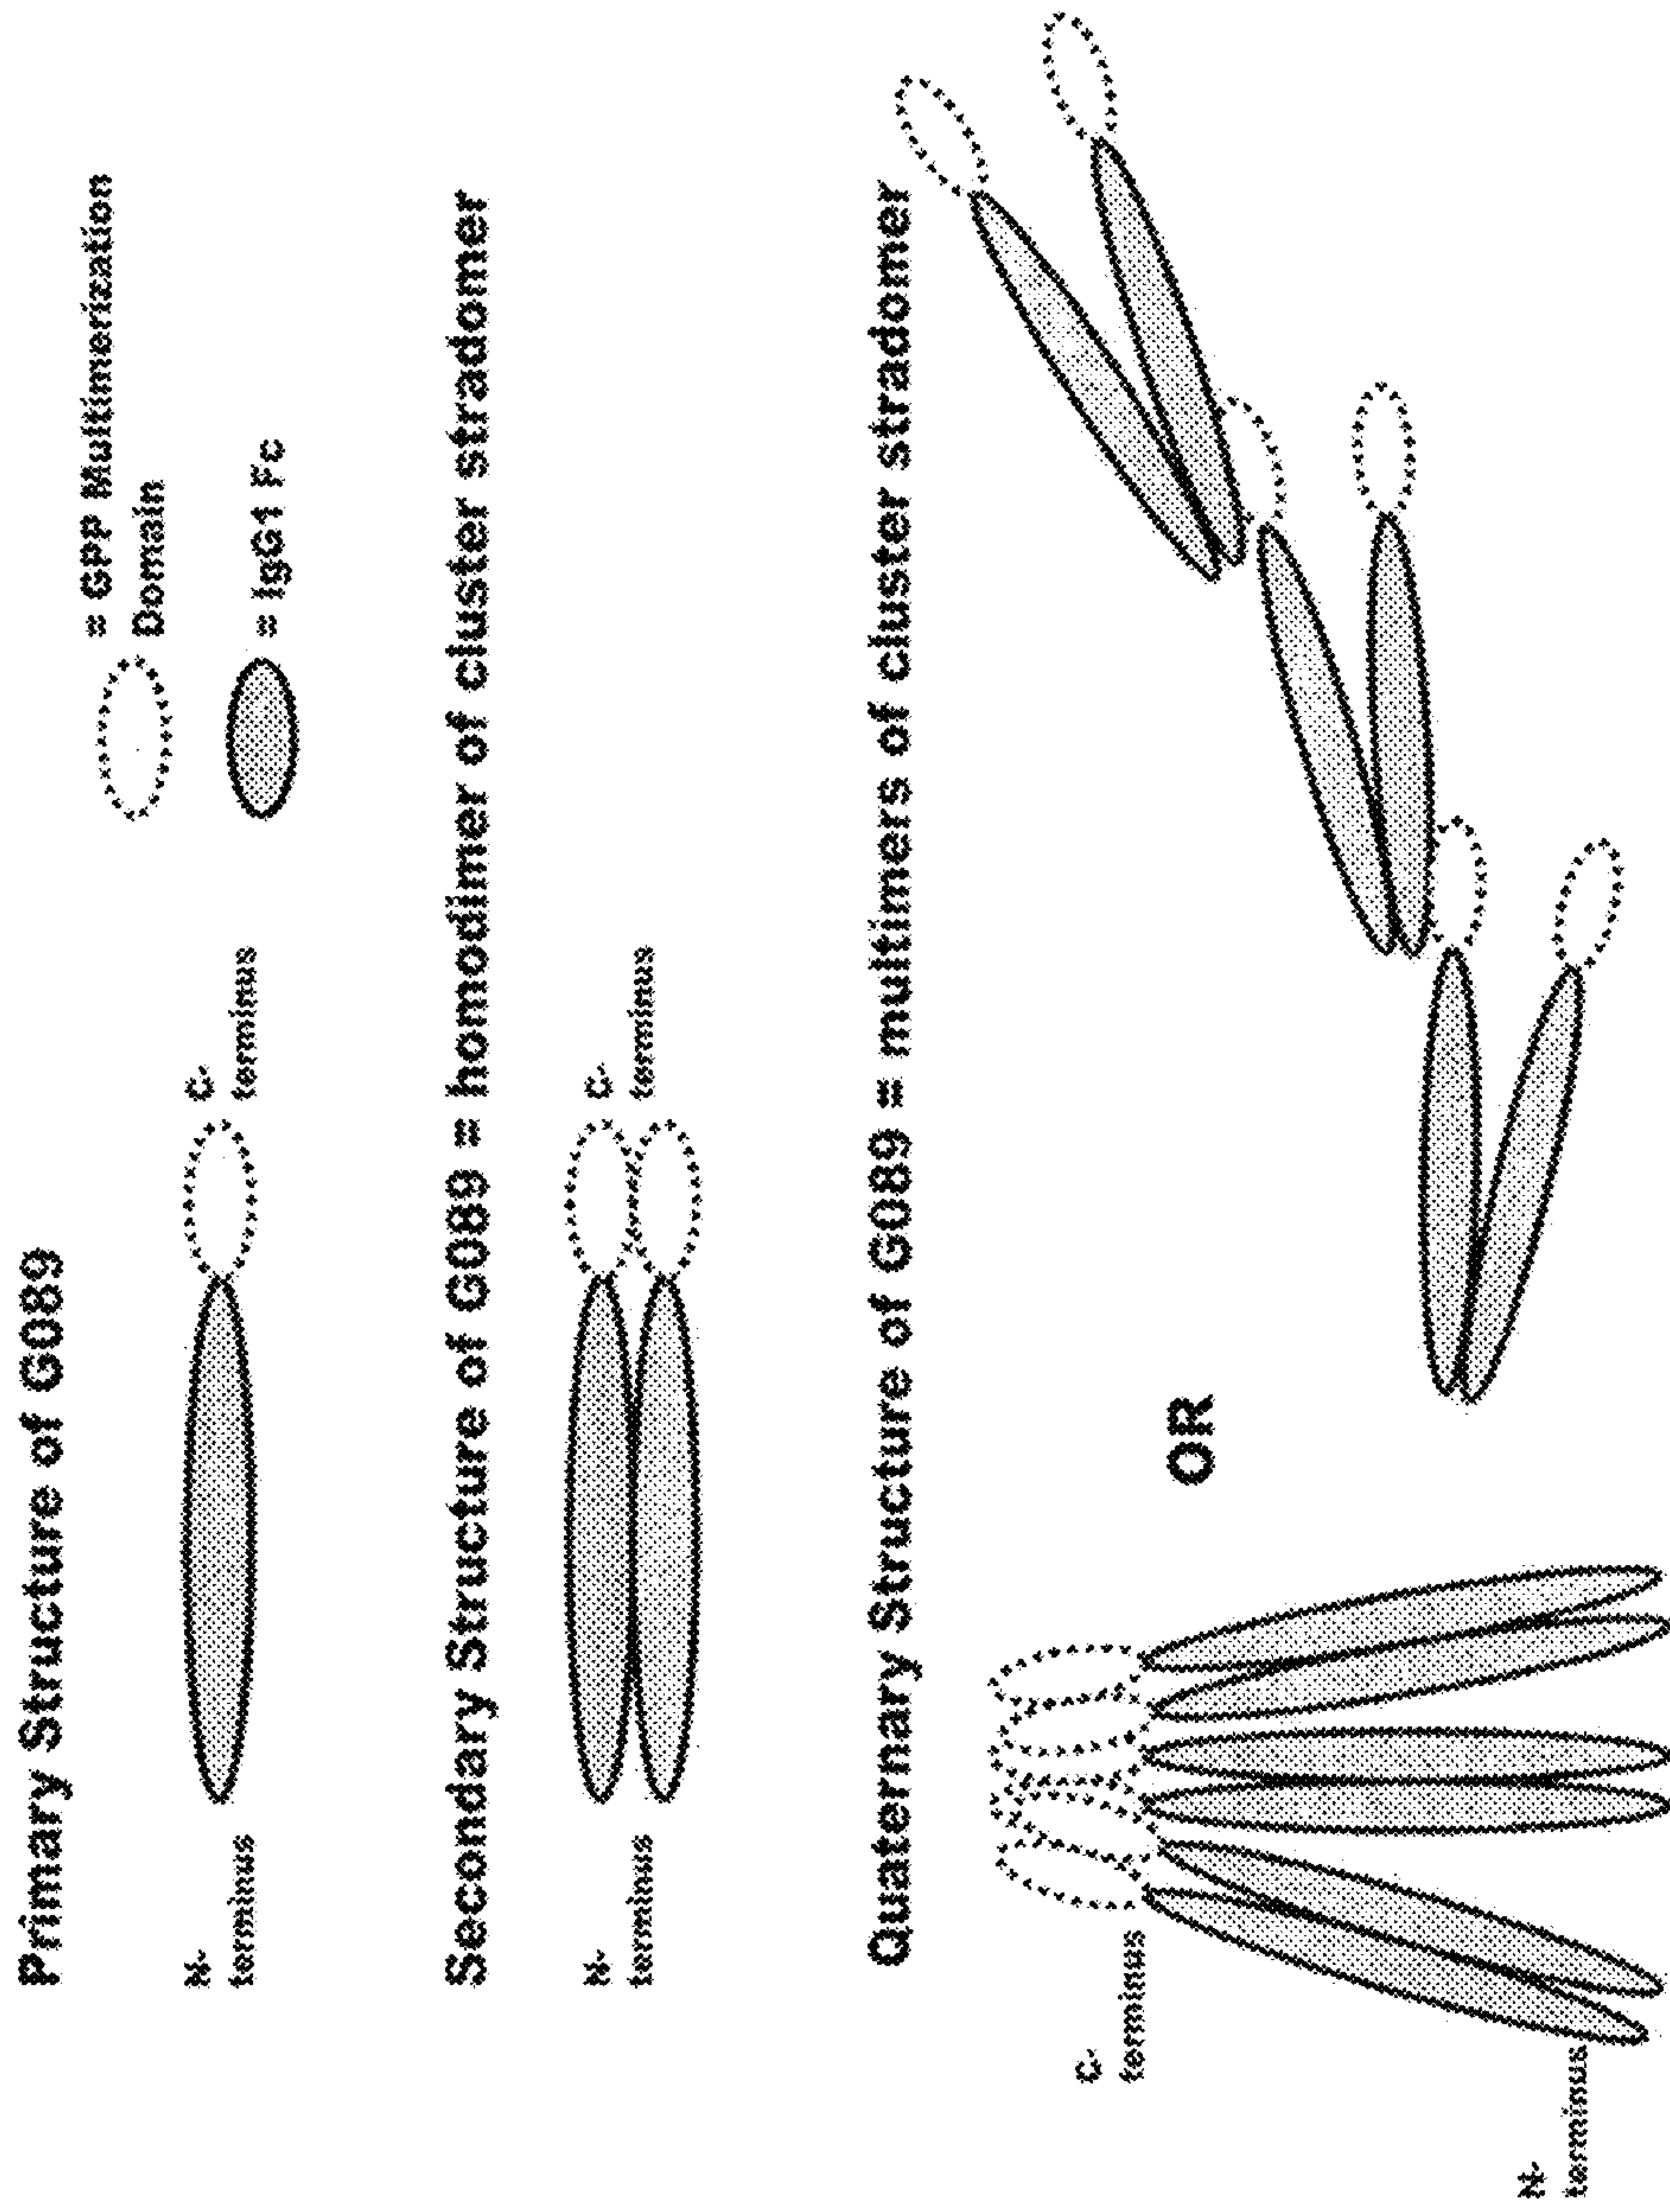 Primary Structure of G089
= GPP Multimerization
Domain
= IgG1 Fc
N-
terminus
C-
terminus
Secondary Structure of G089 = homodimer of cluster stradomer
N-
terminus
C-
terminus
Quaternary Structure of G089 = multimers of cluster stradomer
C-
terminus
OR
N-
terminus